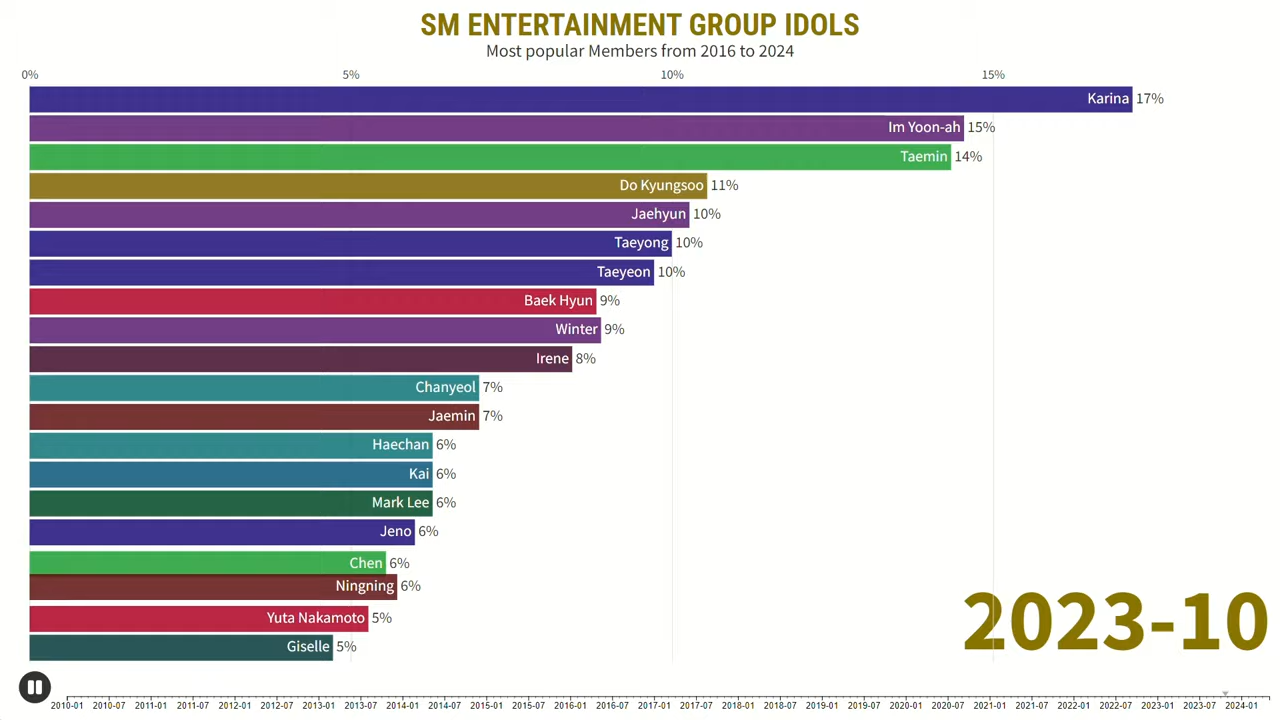 SM ENTERTAINMENT GROUP IDOLS
Most popular Members from 2016 to 2024
0% 5% 10% 15%
Karina 17%
Im Yoon-ah 15%
Taemin 14%
Do Kyungsoo 11%
Jaehyun 10%
Taeyong 10%
Taeyeon 10%
Baek Hyun 9%
Winter 9%
Irene 8%
Chanyeol 7%
Jaemin 7%
Haechan 6%
Kai 6%
Mark Lee 6%
Jeno 6%
Chen 6%
Ningning 6%
Yuta Nakamoto 5%
Giselle 5%
2023-10
2010-01 2010-07 2011-01 2011-07 2012-01 2012-07 2013-01 2013-07 2014-01 2014-07 2015-01 2015-07 2016-01 2016-07 2017-01 2017-07 2018-01 2018-07 2019-01 2019-07 2020-01 2020-07 2021-01 2021-07 2022-01 2022-07 2023-01 2023-07 2024-01